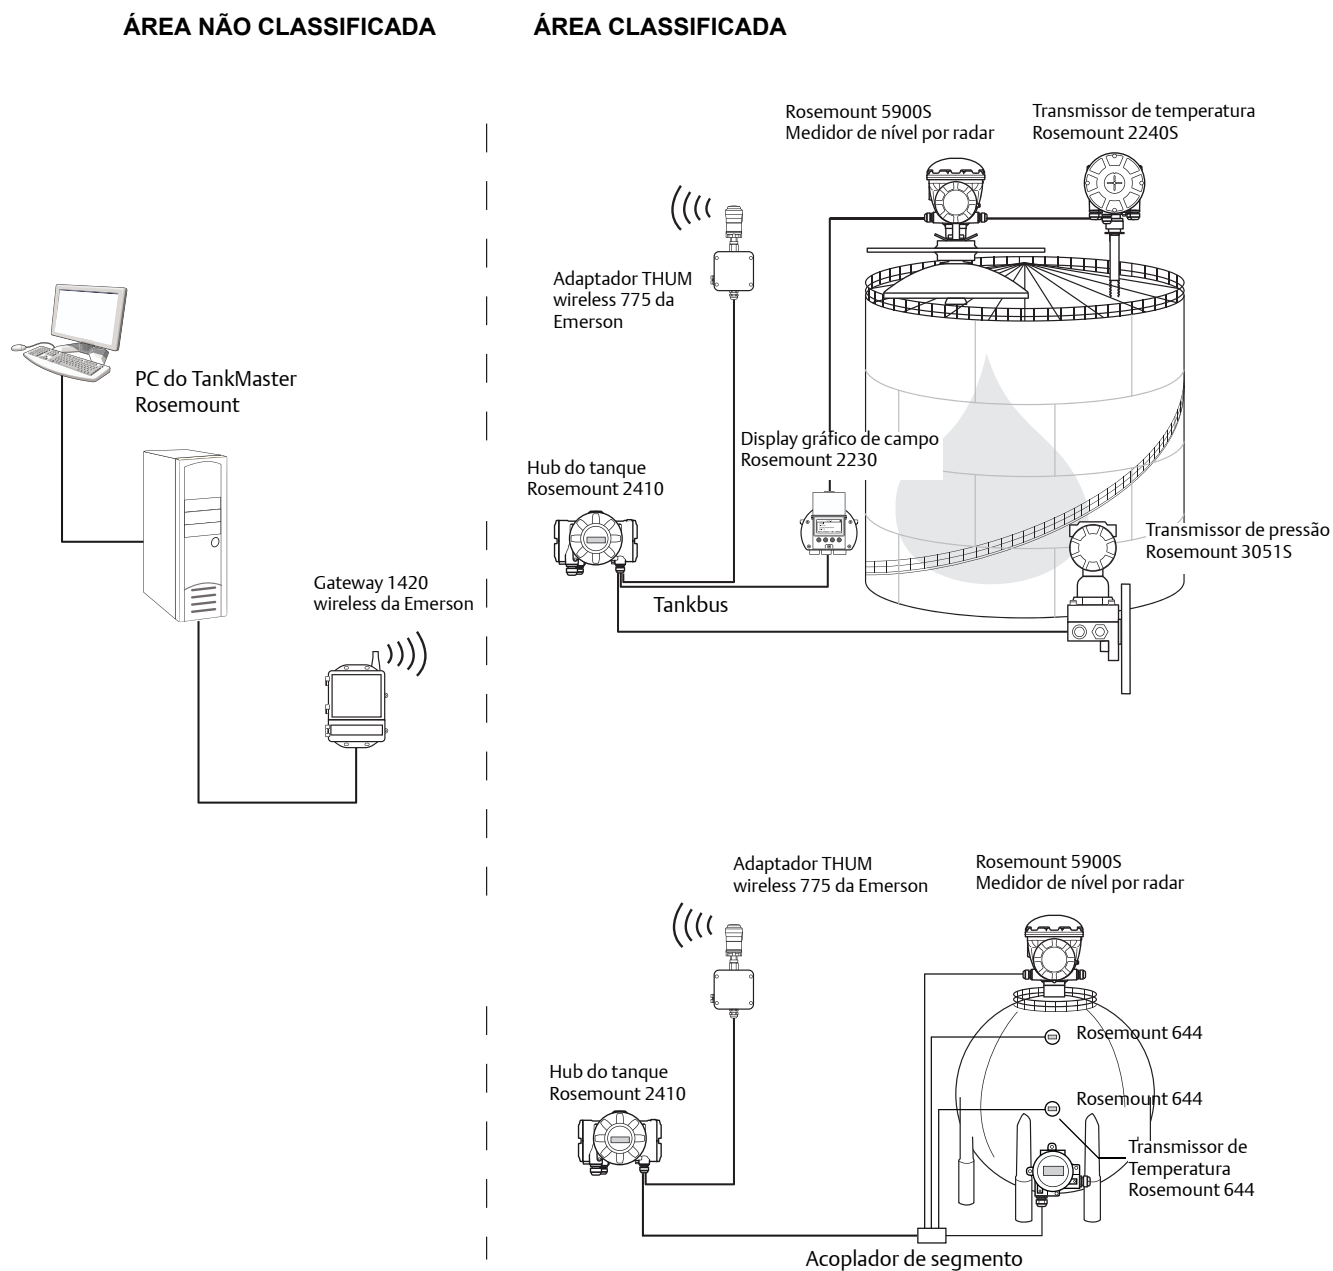 ÁREA NÃO CLASSIFICADA
ÁREA CLASSIFICADA
Rosemount 5900S
Medidor de nível por radar
Transmissor de temperatura
Rosemount 2240S
Adaptador THUM
wireless 775 da
Emerson
PC do TankMaster
Rosemount
Display gráfico de campo
Rosemount 2230
Hub do tanque
Rosemount 2410
Transmissor de pressão
Rosemount 3051S
Gateway 1420
wireless da Emerson
Tankbus
Adaptador THUM
wireless 775 da Emerson
Rosemount 5900S
Medidor de nível por radar
Rosemount 644
Hub do tanque
Rosemount 2410
Rosemount 644
Transmissor de
Temperatura
Rosemount 644
Acoplador de segmento